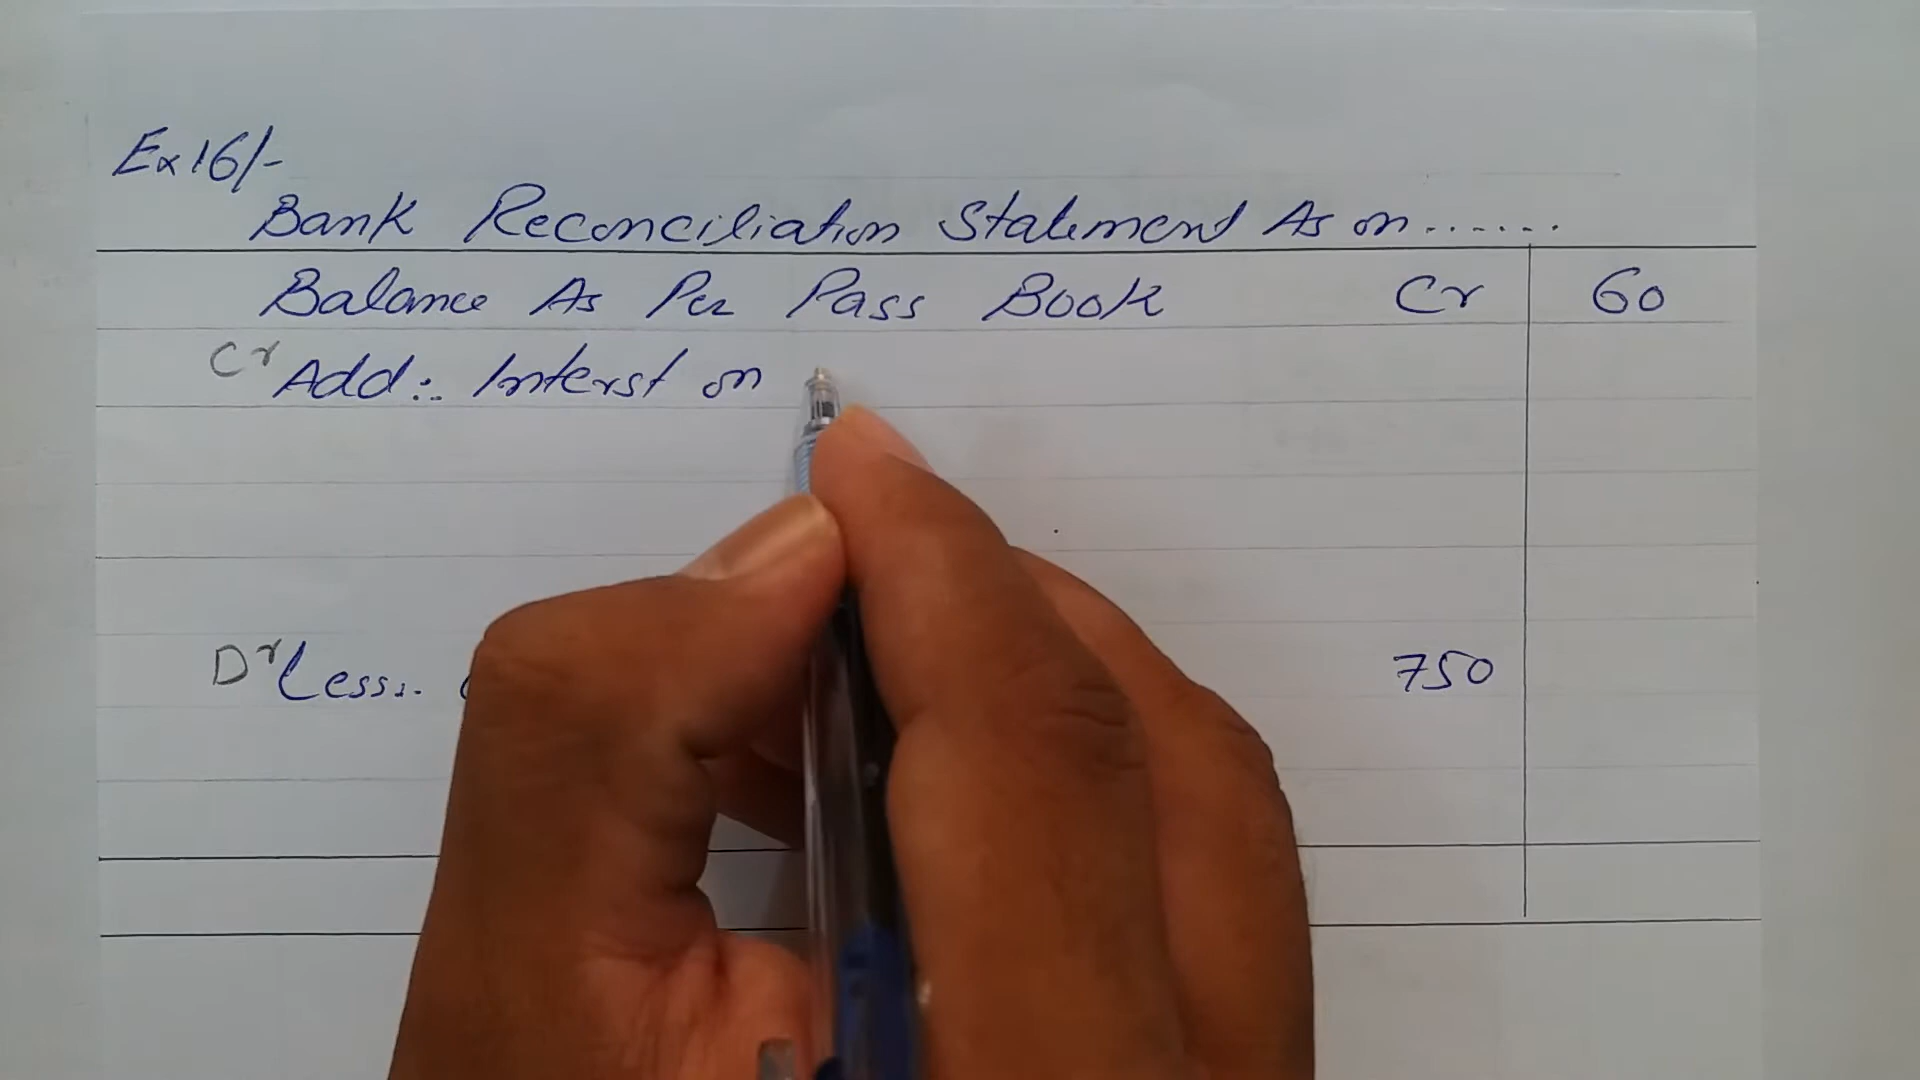 Ex 16/-
Bank Reconciliation Statement As on......
Balance As Per Pass Book Cr 60
Cr Add:- Interst on
Dr Less:- 750